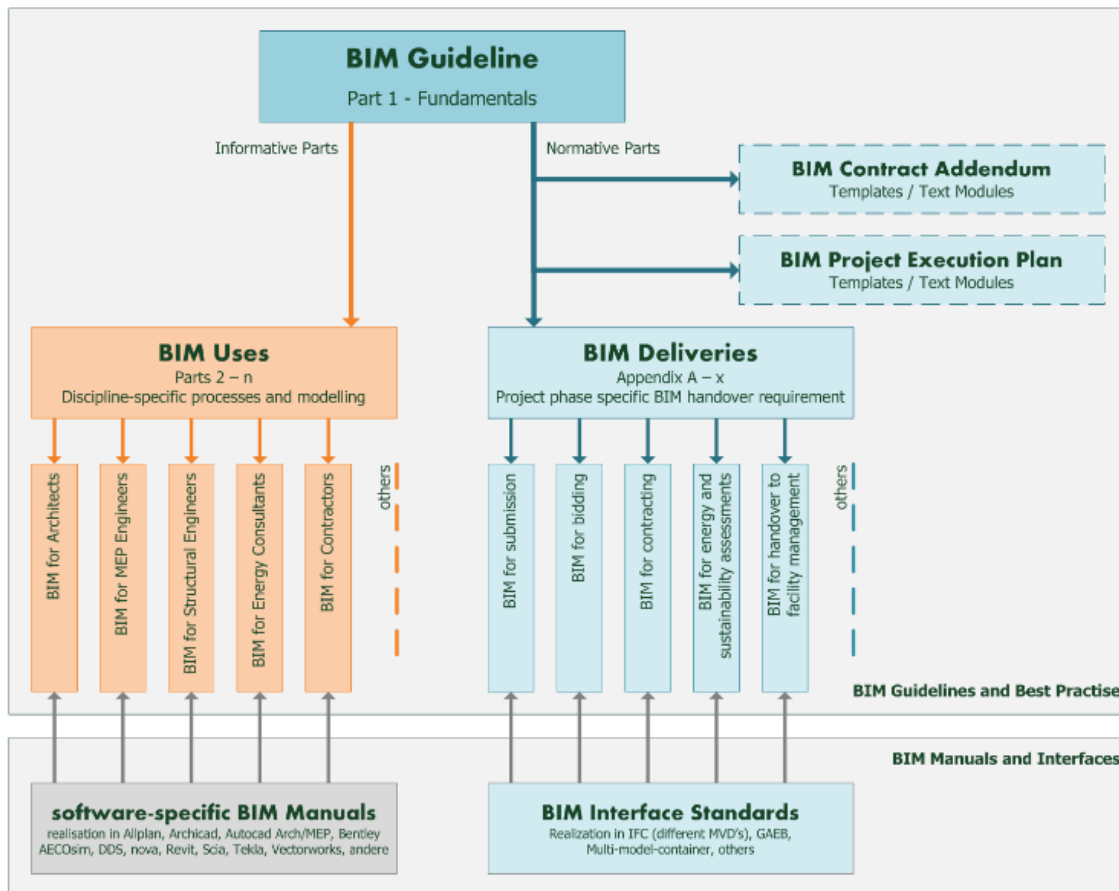 BIM Guideline
Part 1 - Fundamentals
Informative Parts
Normative Parts
BIM Contract Addendum
Templates / Text Modules
BIM Project Execution Plan
Templates / Text Modules
BIM Uses
Parts 2 – n
Discipline-specific processes and modelling
BIM Deliveries
Appendix A – x
Project phase specific BIM handover requirement
BIM for Architects
BIM for MEP Engineers
BIM for Structural Engineers
BIM for Energy Consultants
BIM for Contractors
others
BIM for submission
BIM for bidding
BIM for contracting
BIM for energy and
sustainability assessments
BIM for handover to
facility management
others
BIM Guidelines and Best Practise
BIM Manuals and Interfaces
software-specific BIM Manuals
realisation in Allplan, Archicad, Autocad Arch/MEP, Bentley
AECOsim, DDS, nova, Revit, Scia, Tekla, Vectorworks, andere
BIM Interface Standards
Realization in IFC (different MVD's), GAEB,
Multi-model-container, others